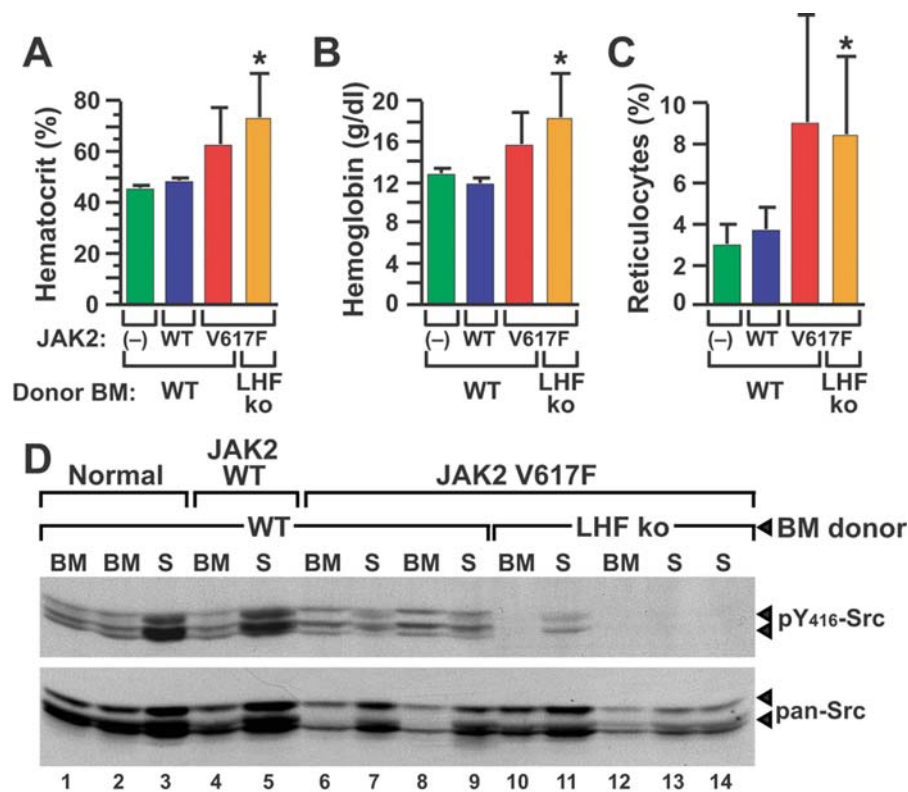 A
B
C
*
*
*
Hematocrit (%)
80
60
40
20
0
Hemoglobin (g/dl)
20
16
12
8
4
0
Reticulocytes (%)
8
6
4
2
0
JAK2: (–) WT V617F
(–) WT V617F
(–) WT V617F
Donor BM: WT LHF ko
WT LHF ko
WT LHF ko
D
Normal JAK2 WT JAK2 V617F
WT LHF ko BM donor
BM BM S BM S BM S BM S BM S BM S S
pY416-Src
pan-Src
1 2 3 4 5 6 7 8 9 10 11 12 13 14